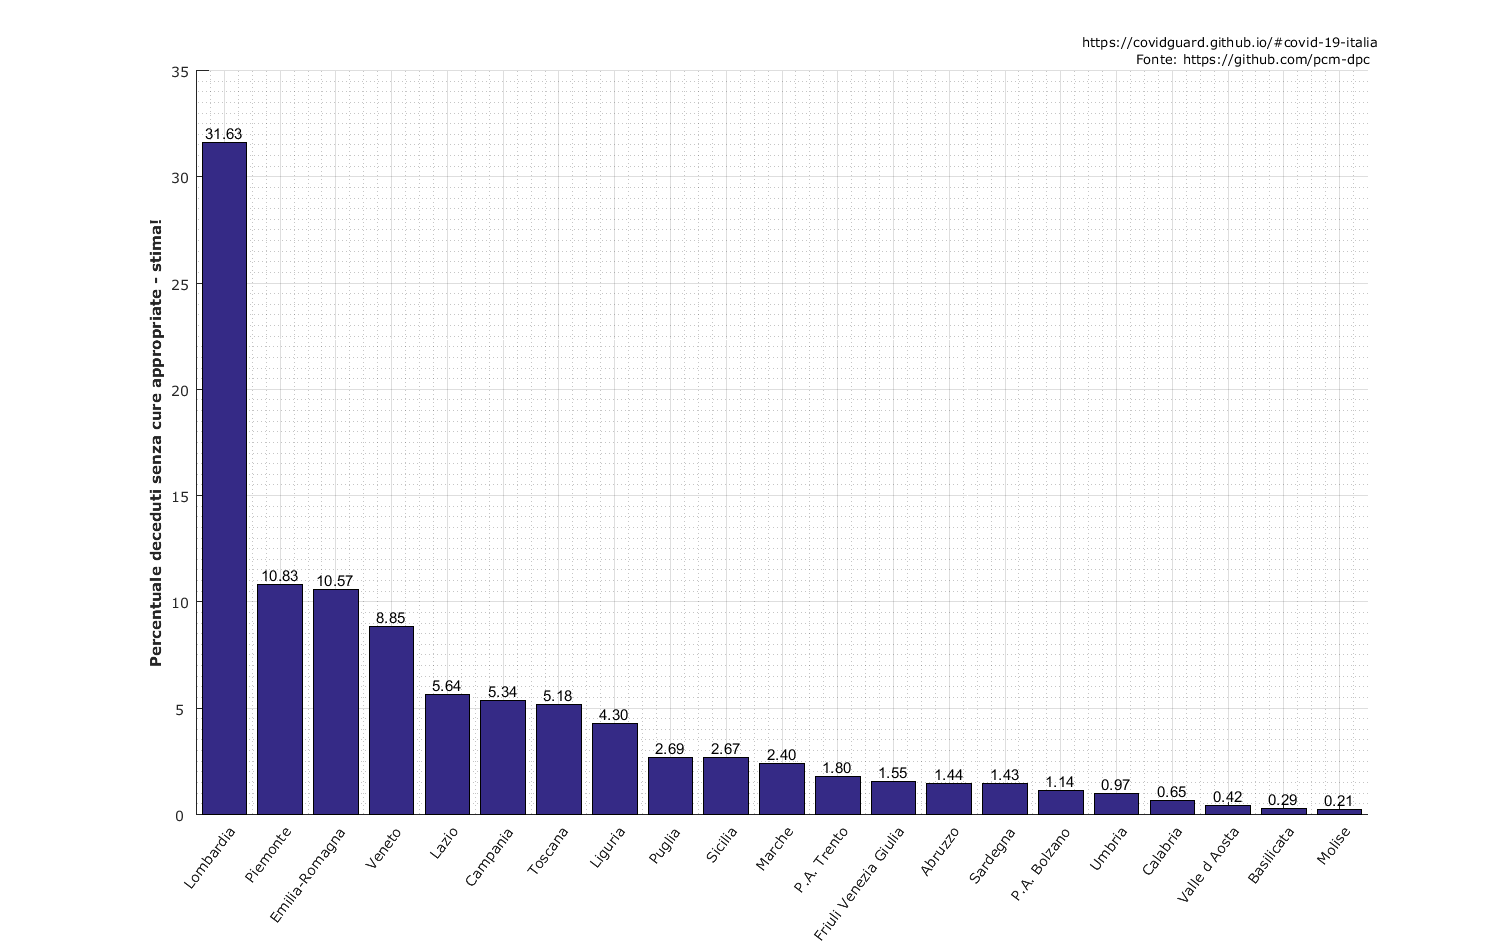 https://covidguard.github.io/#covid-19-italia
Fonte: https://github.com/pcm-dpc
Percentuale deceduti senza cure appropriate - stima!
35
30
25
20
15
10
5
0
31.63
10.83
10.57
8.85
5.64
5.34
5.18
4.30
2.69
2.67
2.40
1.80
1.55
1.44
1.43
1.14
0.97
0.65
0.42
0.29
0.21
Lombardia
Piemonte
Emilia-Romagna
Veneto
Lazio
Campania
Toscana
Liguria
Puglia
Sicilia
Marche
P.A. Trento
Friuli Venezia Giulia
Abruzzo
Sardegna
P.A. Bolzano
Umbria
Calabria
Valle d Aosta
Basilicata
Molise